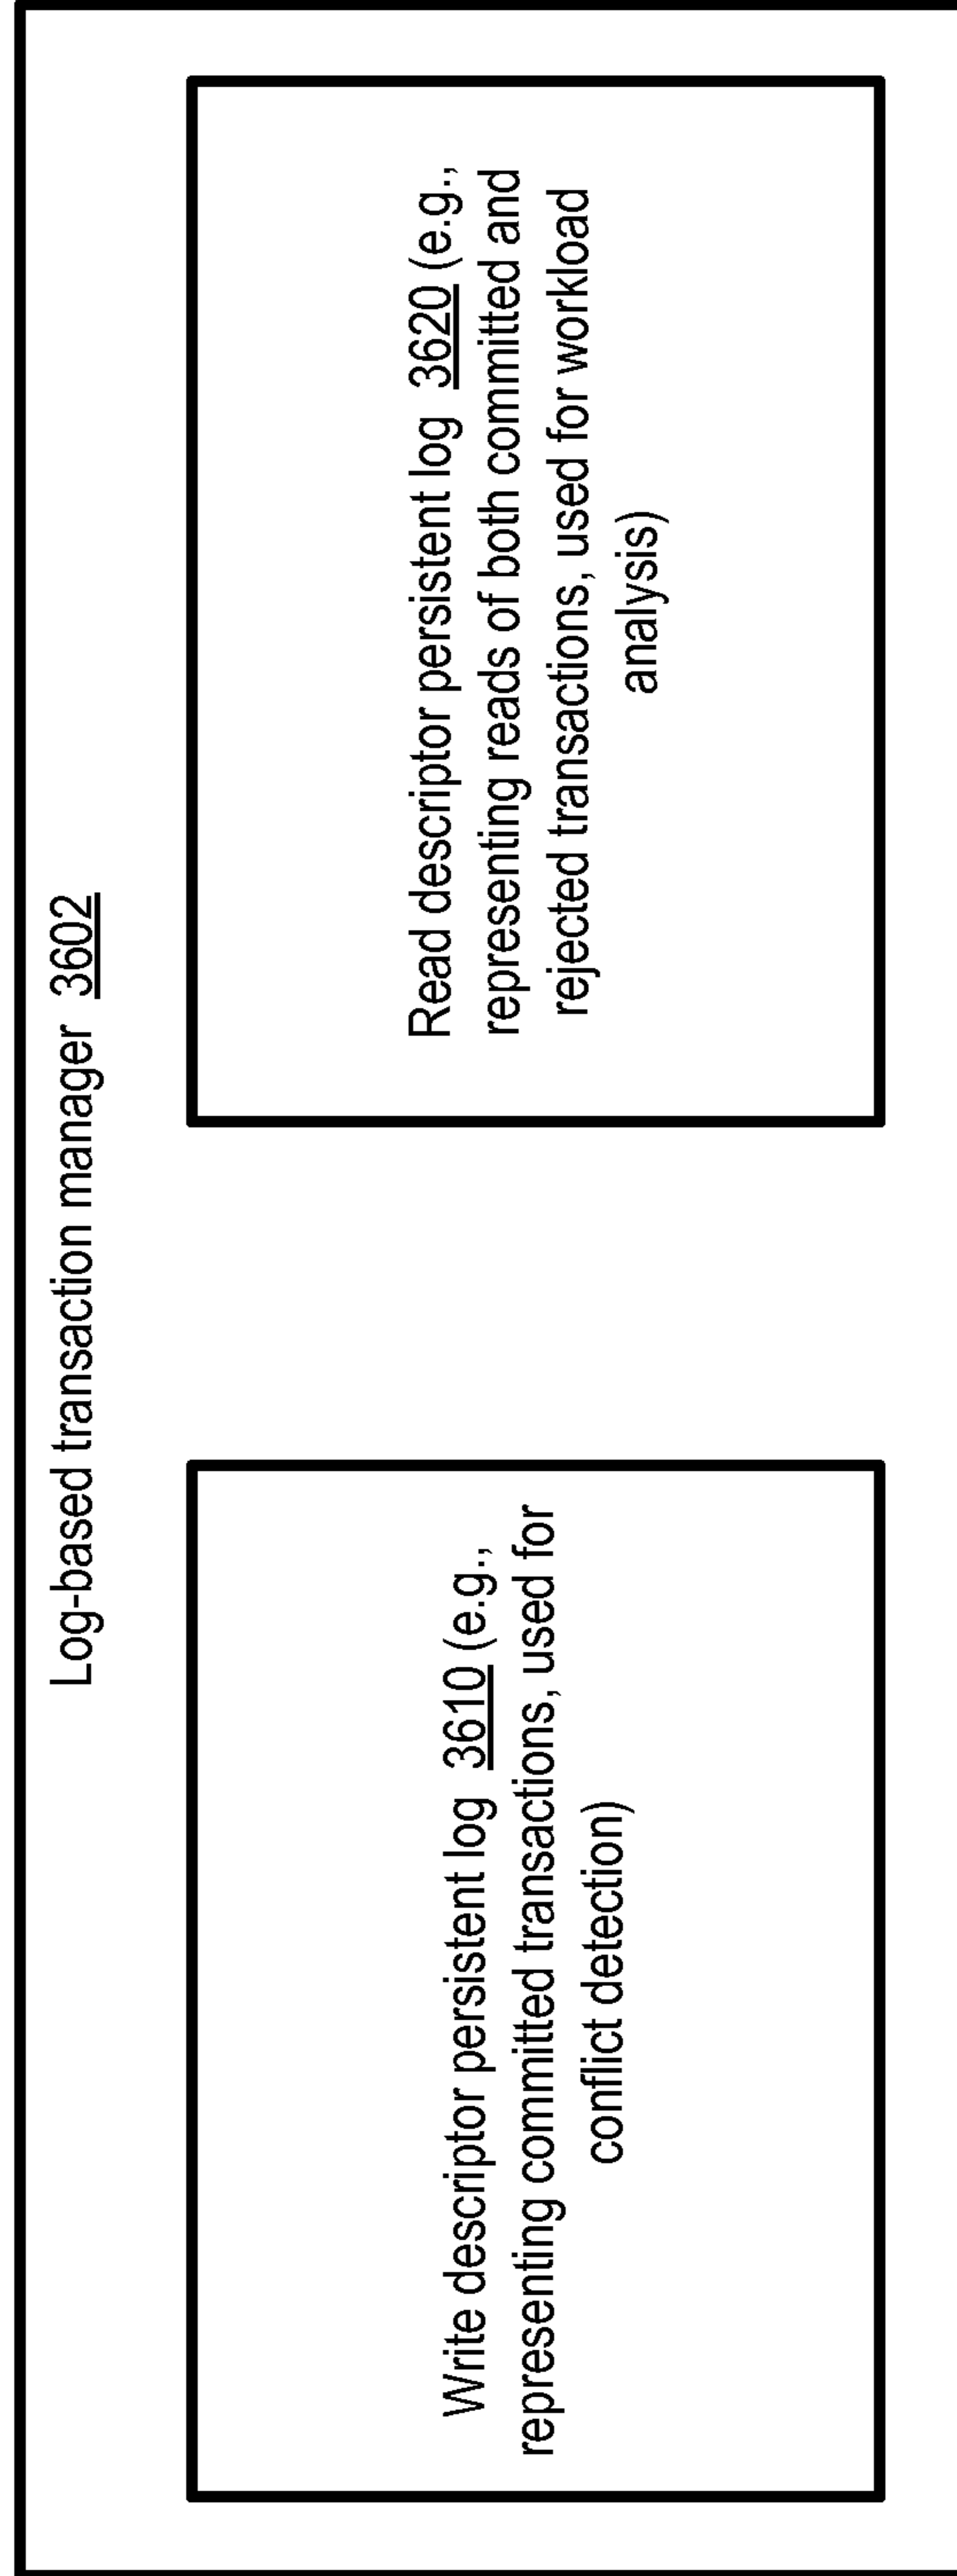 Log-based transaction manager 3602
Write descriptor persistent log 3610 (e.g.,
representing committed transactions, used for
conflict detection)
Read descriptor persistent log 3620 (e.g.,
representing reads of both committed and
rejected transactions, used for workload
analysis)